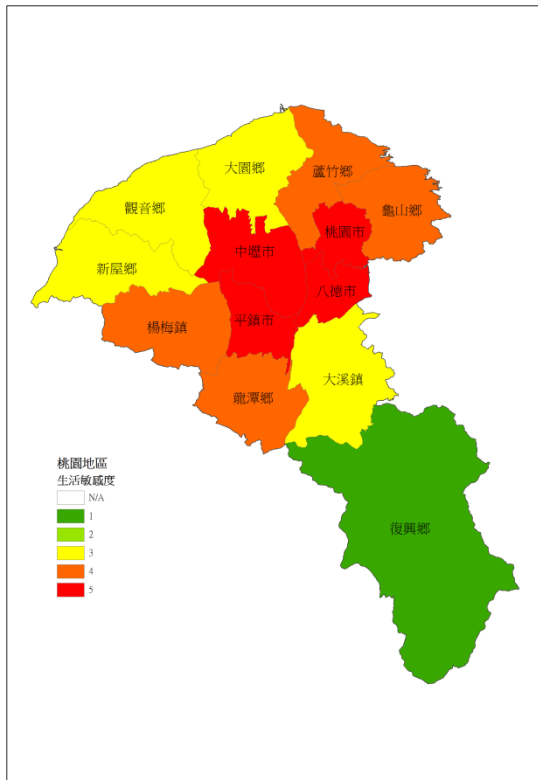 大園鄉
蘆竹鄉
觀音鄉
龜山鄉
桃園市
中壢市
新屋鄉
八德市
平鎮市
楊梅鎮
大溪鎮
龍潭鄉
復興鄉
桃園地區
生活敏感度
N/A
1
2
3
4
5